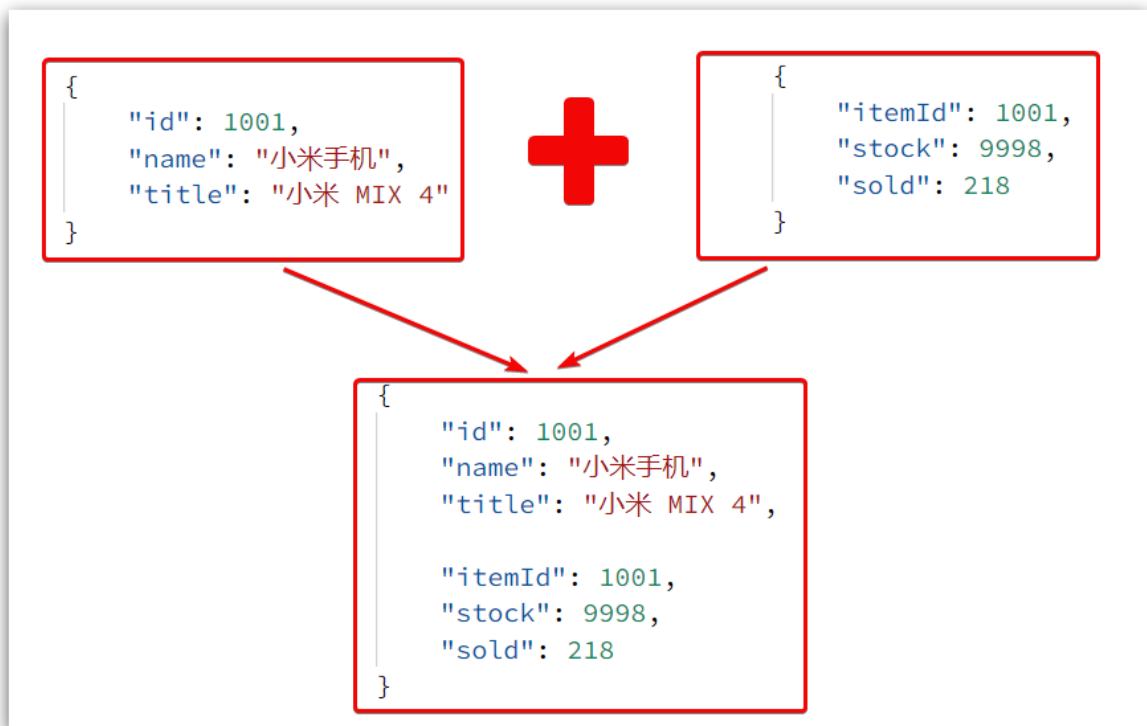 {
"id": 1001,
"name": "小米手机",
"title": "小米 MIX 4"
}
{
"itemId": 1001,
"stock": 9998,
"sold": 218
}
{
"id": 1001,
"name": "小米手机",
"title": "小米 MIX 4",
"itemId": 1001,
"stock": 9998,
"sold": 218
}